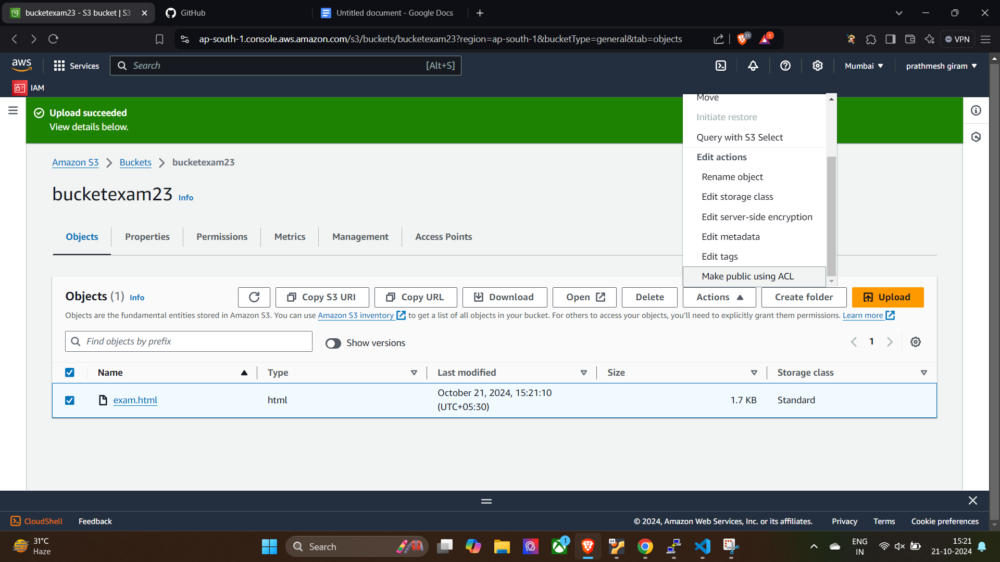 bucketexam23 - S3 bucket | S3
GitHub
Untitled document - Google Docs
ap-south-1.console.aws.amazon.com/s3/buckets/bucketexam23?region=ap-south-1&bucketType=general&tab=objects
21
1
VPN
aws
Services
Search
[Alt+S]
Mumbai
prathmesh giram
IAM
Upload succeeded
View details below.
Move
Initiate restore
Query with S3 Select
Edit actions
Rename object
Edit storage class
Edit server-side encryption
Edit metadata
Edit tags
Make public using ACL
Amazon S3
Buckets
bucketexam23
bucketexam23 Info
Objects
Properties
Permissions
Metrics
Management
Access Points
Objects (1) Info
Copy S3 URI
Copy URL
Download
Open
Delete
Actions
Create folder
Upload
Objects are the fundamental entities stored in Amazon S3. You can use Amazon S3 inventory to get a list of all objects in your bucket. For others to access your objects, you'll need to explicitly grant them permissions. Learn more
Find objects by prefix
Show versions
1
Name
Type
Last modified
Size
Storage class
exam.html
html
October 21, 2024, 15:21:10
(UTC+05:30)
1.7 KB
Standard
CloudShell
Feedback
© 2024, Amazon Web Services, Inc. or its affiliates.
Privacy
Terms
Cookie preferences
31°C
Haze
Search
1
64
ENG
IN
15:21
21-10-2024